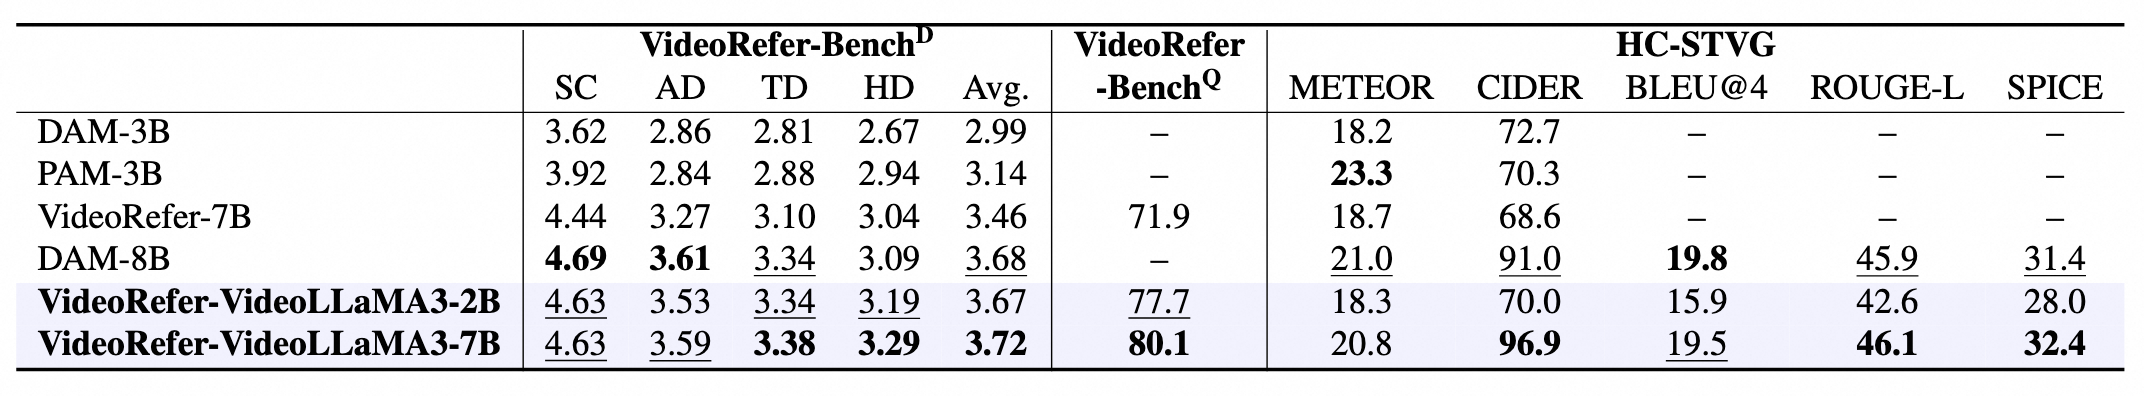 VideoRefer-Bench^D VideoRefer HC-STVG
SC AD TD HD Avg. -Bench^Q METEOR CIDER BLEU@4 ROUGE-L SPICE
DAM-3B 3.62 2.86 2.81 2.67 2.99 – 18.2 72.7 – – –
PAM-3B 3.92 2.84 2.88 2.94 3.14 – 23.3 70.3 – – –
VideoRefer-7B 4.44 3.27 3.10 3.04 3.46 71.9 18.7 68.6 – – –
DAM-8B 4.69 3.61 3.34 3.09 3.68 – 21.0 91.0 19.8 45.9 31.4
VideoRefer-VideoLLaMA3-2B 4.63 3.53 3.34 3.19 3.67 77.7 18.3 70.0 15.9 42.6 28.0
VideoRefer-VideoLLaMA3-7B 4.63 3.59 3.38 3.29 3.72 80.1 20.8 96.9 19.5 46.1 32.4